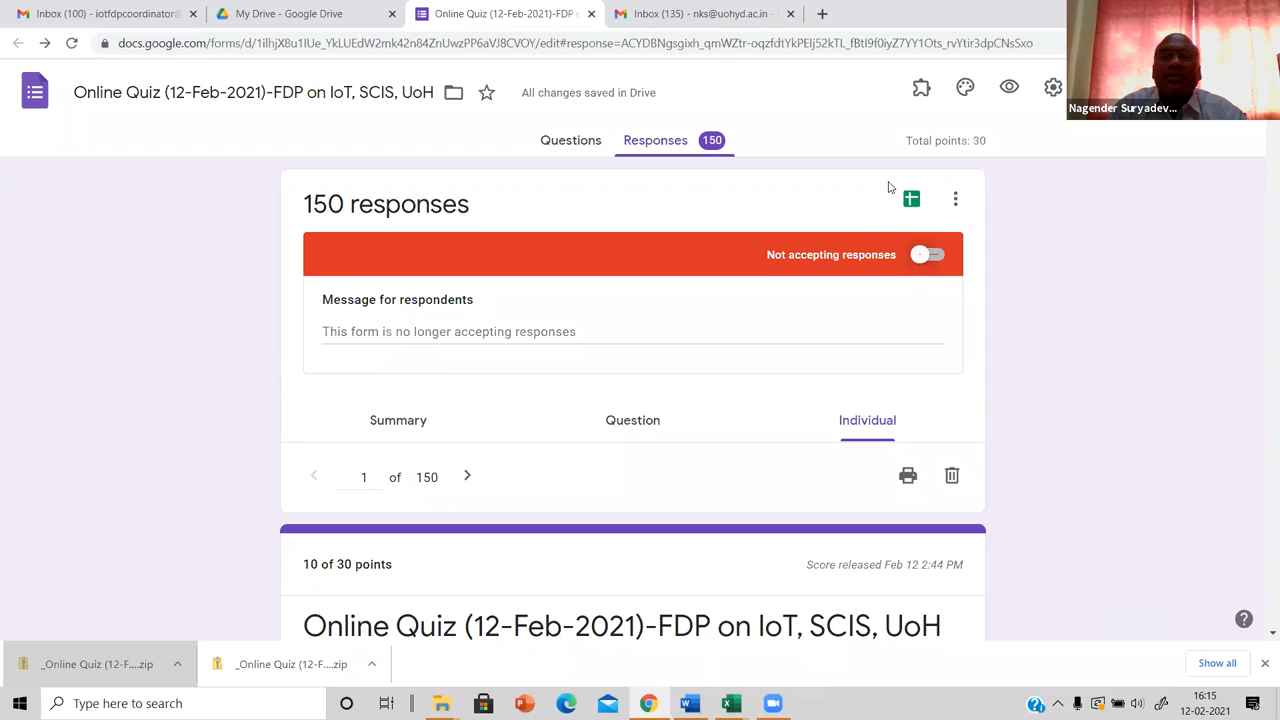 Inbox (100) - iotfdpcoordinator@
My Drive - Google Drive
Online Quiz (12-Feb-2021)-FDP o
Inbox (135) - nks@uohyd.ac.in -
docs.google.com/forms/d/1ilhjX8u1IUe_YkLUEdW2mk42n84ZnUwzPPSvJ8CVOY/edit#response=ACYDBNgsgixh_qmWZtr-oqzfdtYkPEIj52kTL_fBtI9f0iyZ7YY1Ots_rvYtir3dpCNsSxo
Nagender Suryadev...
Online Quiz (12-Feb-2021)-FDP on IoT, SCIS, UoH
All changes saved in Drive
Questions
Responses 150
Total points: 30
150 responses
Not accepting responses
Message for respondents
This form is no longer accepting responses
Summary
Question
Individual
1 of 150
10 of 30 points
Score released Feb 12 2:44 PM
Online Quiz (12-Feb-2021)-FDP on IoT, SCIS, UoH
_Online Quiz (12-F....zip
_Online Quiz (12-F....zip
Show all
Type here to search
16:15
12-02-2021